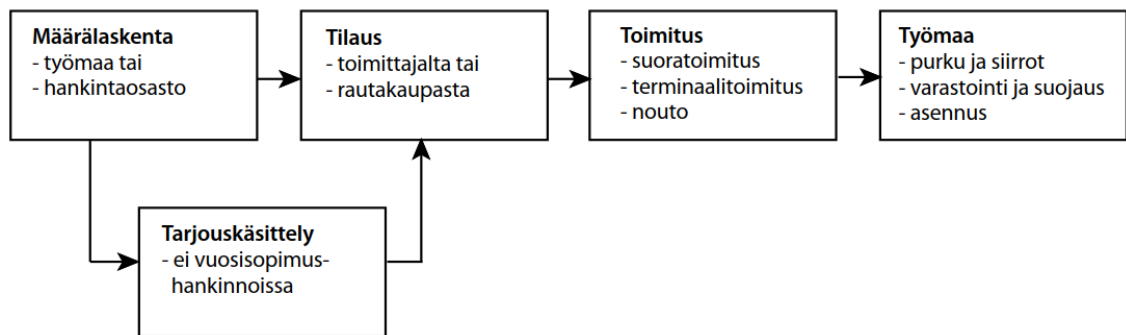 Määrälaskenta
- työmaa tai
- hankintaosasto
Tilaus
- toimittajalta tai
- rautakaupasta
Toimitus
- suoratoimitus
- terminaalitoimitus
- nouto
Työmaa
- purku ja siirrot
- varastointi ja suojaus
- asennus
Tarjouskäsittely
- ei vuosisopimus-
hankinnoissa